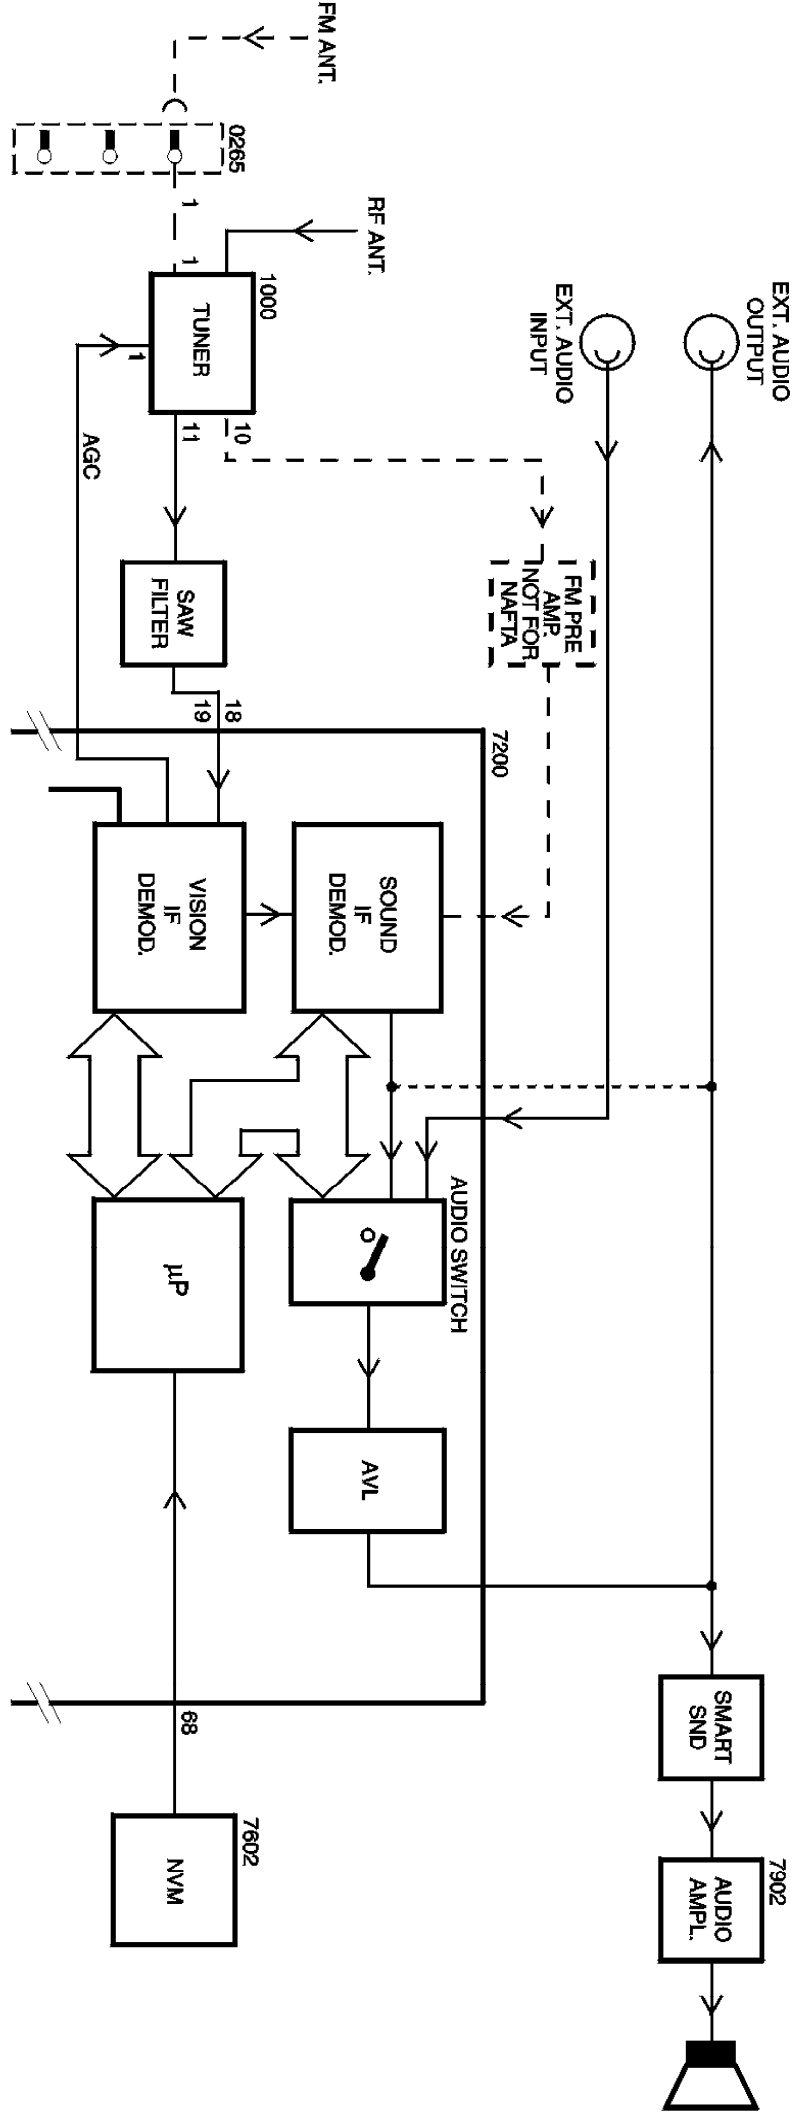 EXT. AUDIO
OUTPUT
EXT. AUDIO
INPUT
FM ANT.
0265
1
1
RF ANT.
1000
TUNER
1
AGC
10
11
FM PRE
AMP.
NOT FOR
NAFTA
SAW
FILTER
18
19
7200
SOUND
IF
DEMOD.
VISION
IF
DEMOD.
AUDIO SWITCH
µP
AVL
68
SMART
SND
7902
AUDIO
AMPL.
7602
NVM